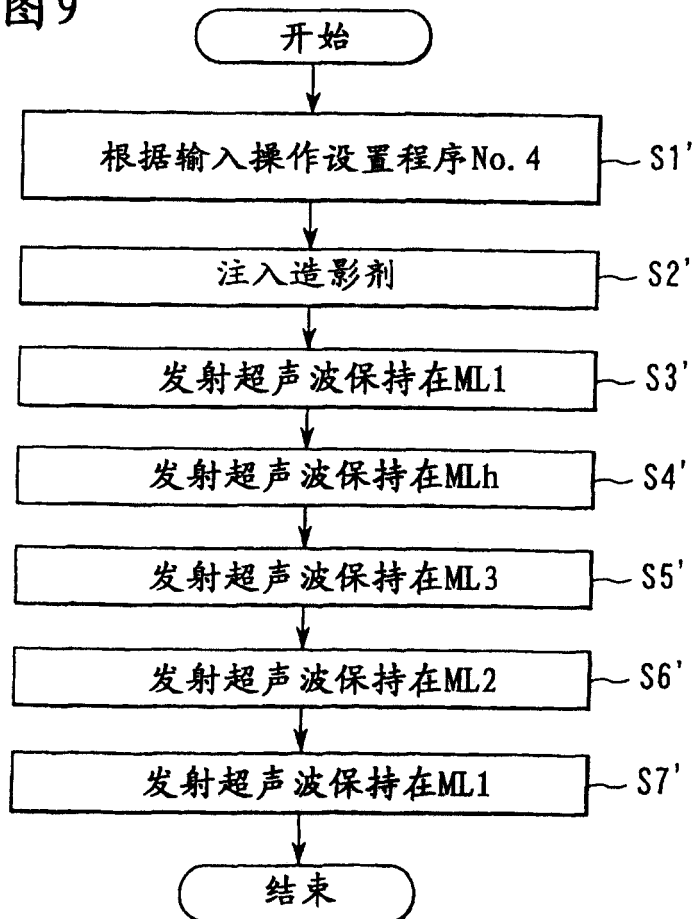 图9
开始
根据输入操作设置程序No.4
S1'
注入造影剂
S2'
发射超声波保持在ML1
S3'
发射超声波保持在MLh
S4'
发射超声波保持在ML3
S5'
发射超声波保持在ML2
S6'
发射超声波保持在ML1
S7'
结束